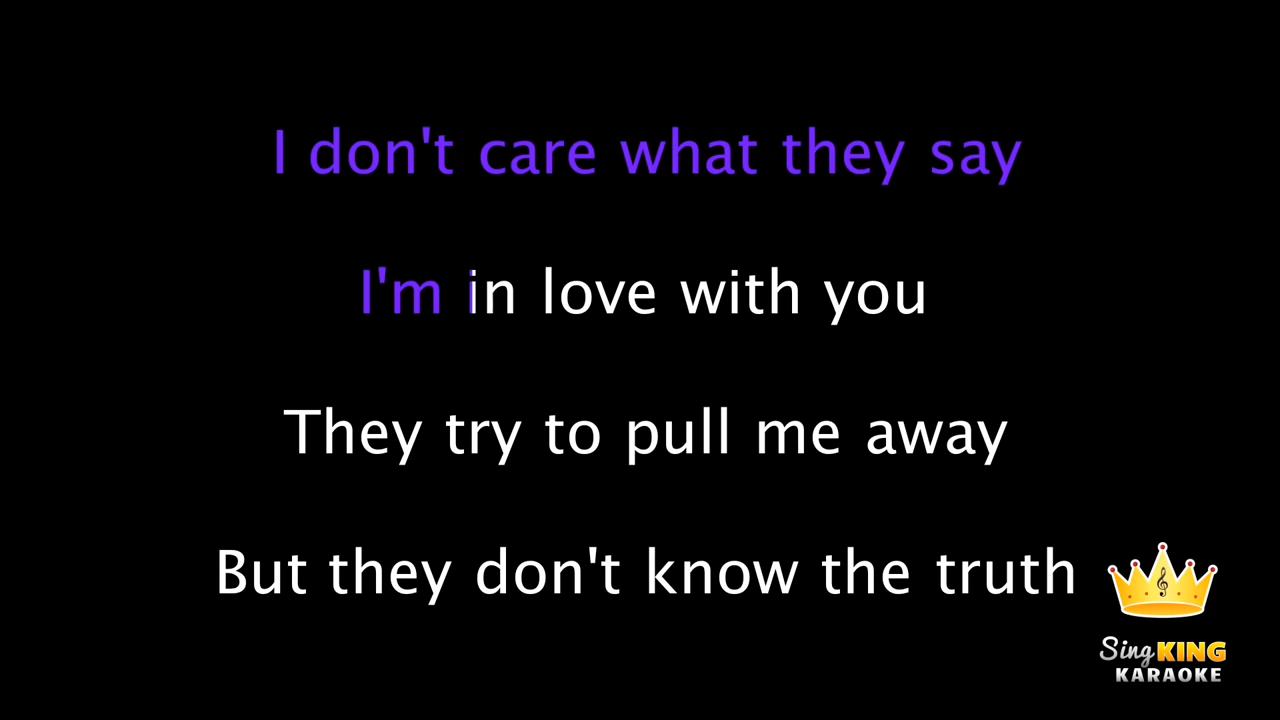 I don't care what they say
I'm in love with you
They try to pull me away
But they don't know the truth
Sing KING
KARAOKE